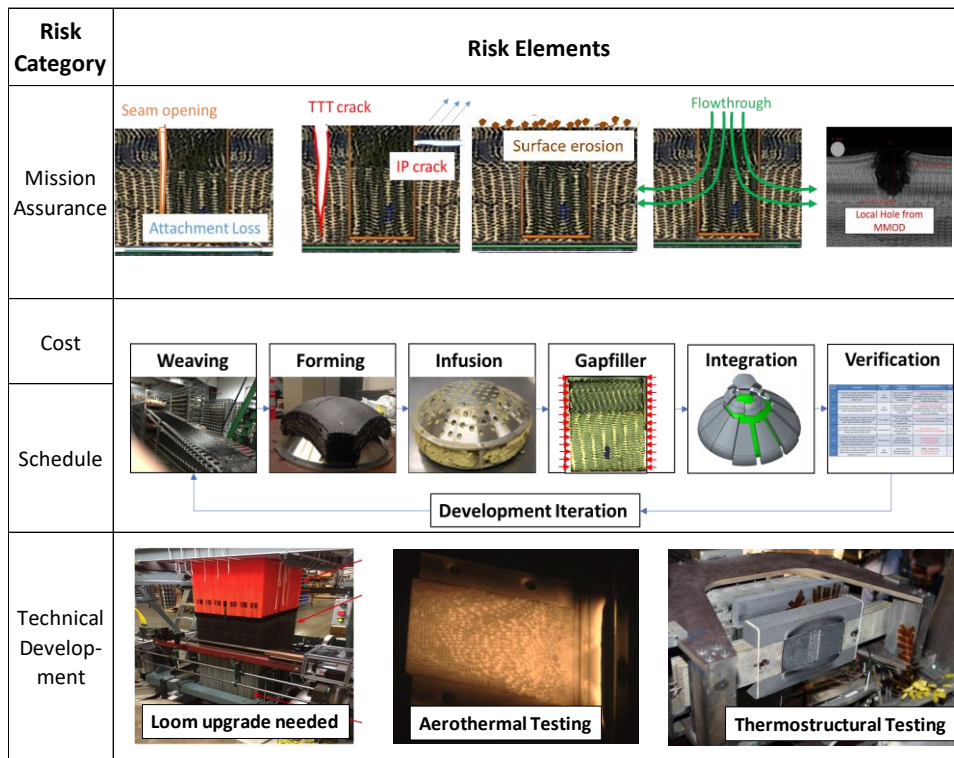 Risk
Category
Risk Elements
Mission
Assurance
Seam opening
Attachment Loss
TTT crack
IP crack
Surface erosion
Flowthrough
Local Hole from
MMOD
Cost
Schedule
Weaving
Forming
Infusion
Gapfiller
Integration
Verification
Development Iteration
Technical
Develop-
ment
Loom upgrade needed
Aerothermal Testing
Thermostructural Testing